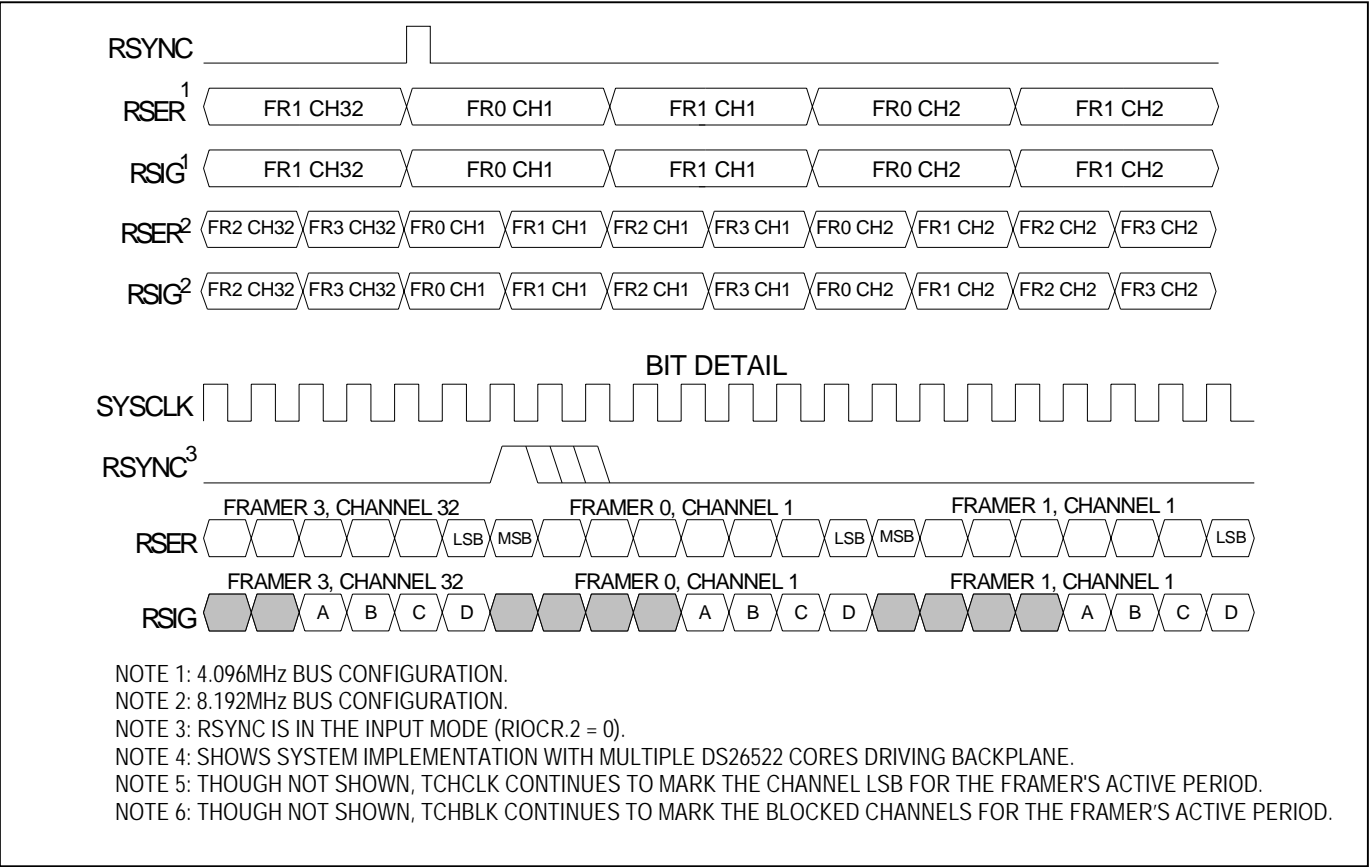 RSYNC
RSER1 FR1 CH32 FR0 CH1 FR1 CH1 FR0 CH2 FR1 CH2
RSIG1 FR1 CH32 FR0 CH1 FR1 CH1 FR0 CH2 FR1 CH2
RSER2 FR2 CH32 FR3 CH32 FR0 CH1 FR1 CH1 FR2 CH1 FR3 CH1 FR0 CH2 FR1 CH2 FR2 CH2 FR3 CH2
RSIG2 FR2 CH32 FR3 CH32 FR0 CH1 FR1 CH1 FR2 CH1 FR3 CH1 FR0 CH2 FR1 CH2 FR2 CH2 FR3 CH2
BIT DETAIL
SYSCLK
RSYNC3
FRAMER 3, CHANNEL 32 FRAMER 0, CHANNEL 1 FRAMER 1, CHANNEL 1
RSER LSB MSB LSB MSB LSB
FRAMER 3, CHANNEL 32 FRAMER 0, CHANNEL 1 FRAMER 1, CHANNEL 1
RSIG A B C D A B C D A B C D
NOTE 1: 4.096MHz BUS CONFIGURATION.
NOTE 2: 8.192MHz BUS CONFIGURATION.
NOTE 3: RSYNC IS IN THE INPUT MODE (RIOCR.2 = 0).
NOTE 4: SHOWS SYSTEM IMPLEMENTATION WITH MULTIPLE DS26522 CORES DRIVING BACKPLANE.
NOTE 5: THOUGH NOT SHOWN, TCHCLK CONTINUES TO MARK THE CHANNEL LSB FOR THE FRAMER'S ACTIVE PERIOD.
NOTE 6: THOUGH NOT SHOWN, TCHBLK CONTINUES TO MARK THE BLOCKED CHANNELS FOR THE FRAMER’S ACTIVE PERIOD.